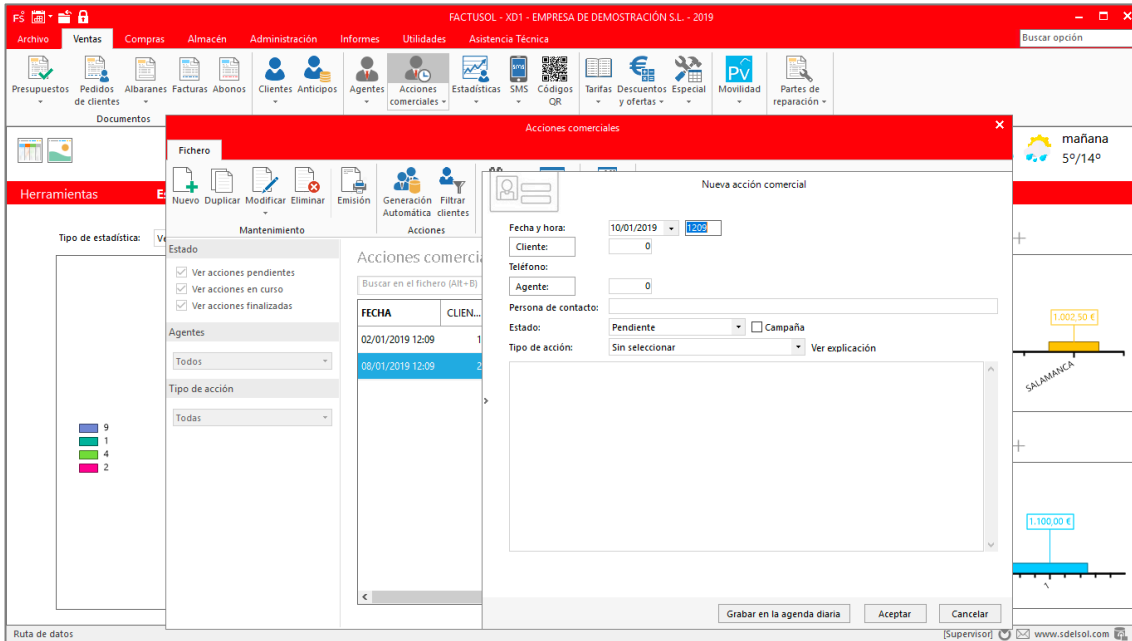 FS
FACTUSOL - XD1 - EMPRESA DE DEMOSTRACIÓN S.L. - 2019
Archivo Ventas Compras Almacén Administración Informes Utilidades Asistencia Técnica
Buscar opción
Presupuestos Pedidos de clientes Albaranes Facturas Abonos Clientes Anticipos Agentes Acciones comerciales Estadísticas SMS Códigos QR Tarifas Descuentos y ofertas Especial Movilidad Partes de reparación
Documentos
Acciones comerciales
mañana
5º/14º
Fichero
Herramientas
Nuevo Duplicar Modificar Eliminar Emisión Generación Automática Filtrar clientes
Mantenimiento Acciones
Tipo de estadística:
9
1
4
2
Estado
Ver acciones pendientes
Ver acciones en curso
Ver acciones finalizadas
Agentes
Todos
Tipo de acción
Todas
Acciones comerci
Buscar en el fichero (Alt+B)
FECHA CLIEN...
02/01/2019 12:09 1
08/01/2019 12:09 2
Nueva acción comercial
Fecha y hora: 10/01/2019 1209
Cliente: 0
Teléfono:
Agente: 0
Persona de contacto:
Estado: Pendiente Campaña
Tipo de acción: Sin seleccionar Ver explicación
Grabar en la agenda diaria Aceptar Cancelar
1.002,50 €
SALAMANCA
1.100,00 €
1
Ruta de datos
[Supervisor] www.sdelsol.com